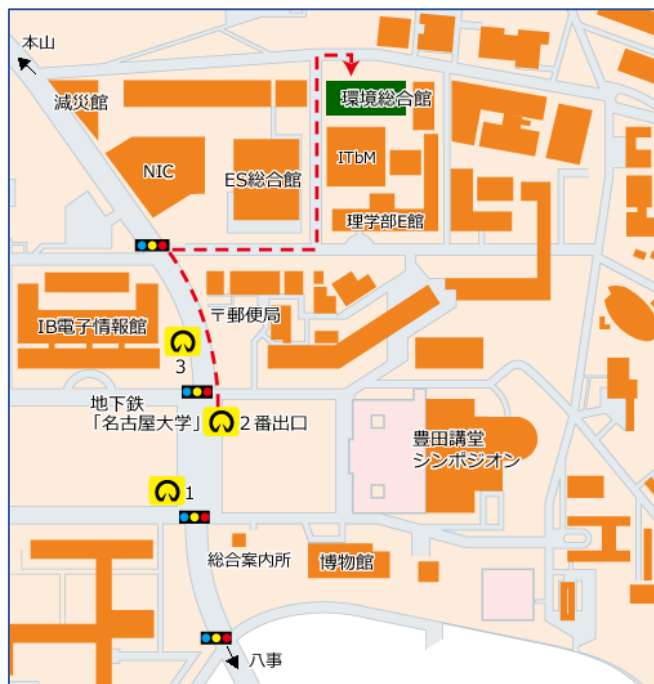 本山
減災館
環境総合館
ITbM
NIC
ES総合館
理学部E館
〒郵便局
IB電子情報館
3
地下鉄
「名古屋大学」
2番出口
豊田講堂
シンポジオン
1
総合案内所
博物館
八事